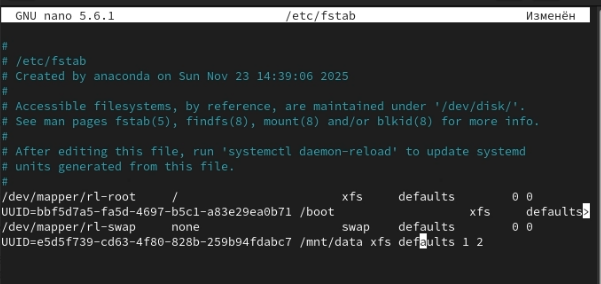 GNU nano 5.6.1 /etc/fstab Изменён
#
# /etc/fstab
# Created by anaconda on Sun Nov 23 14:39:06 2025
#
# Accessible filesystems, by reference, are maintained under '/dev/disk/'.
# See man pages fstab(5), findfs(8), mount(8) and/or blkid(8) for more info.
#
# After editing this file, run 'systemctl daemon-reload' to update systemd
# units generated from this file.
#
/dev/mapper/rl-root / xfs defaults 0 0
UUID=bbf5d7a5-fa5d-4697-b5c1-a83e29ea0b71 /boot xfs defaults>
/dev/mapper/rl-swap none swap defaults 0 0
UUID=e5d5f739-cd63-4f80-828b-259b94fdabc7 /mnt/data xfs defaults 1 2